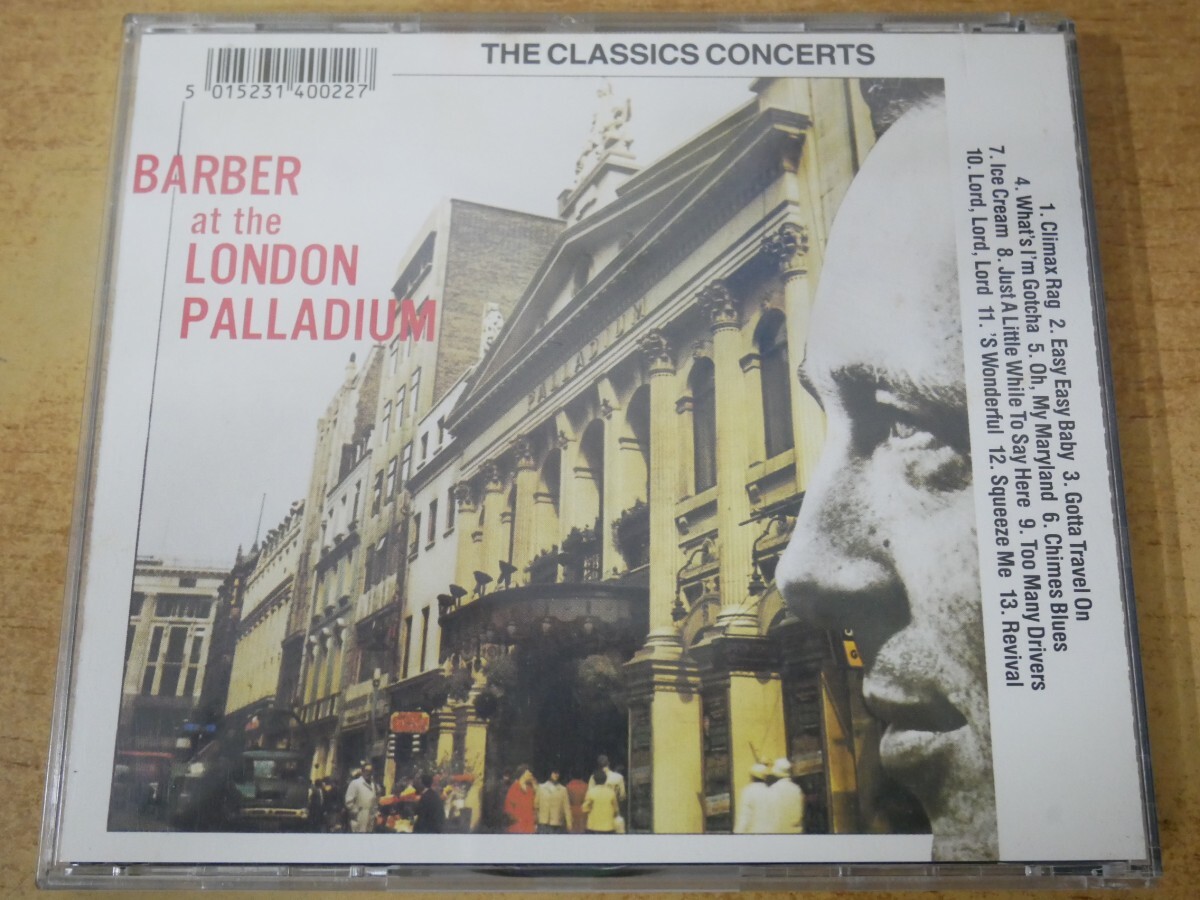 THE CLASSICS CONCERTS
5 015231 400227
BARBER
at the
LONDON
PALLADIUM
PALLADIUM
1. Climax Rag 2. Easy Easy Baby 3. Gotta Travel On
4. What's I'm Gotcha 5. Oh, My Maryland 6. Chimes Blues
7. Ice Cream 8. Just A Little While To Say Here 9. Too Many Drivers
10. Lord, Lord, Lord 11. 'S Wonderful 12. Squeeze Me 13. Revival